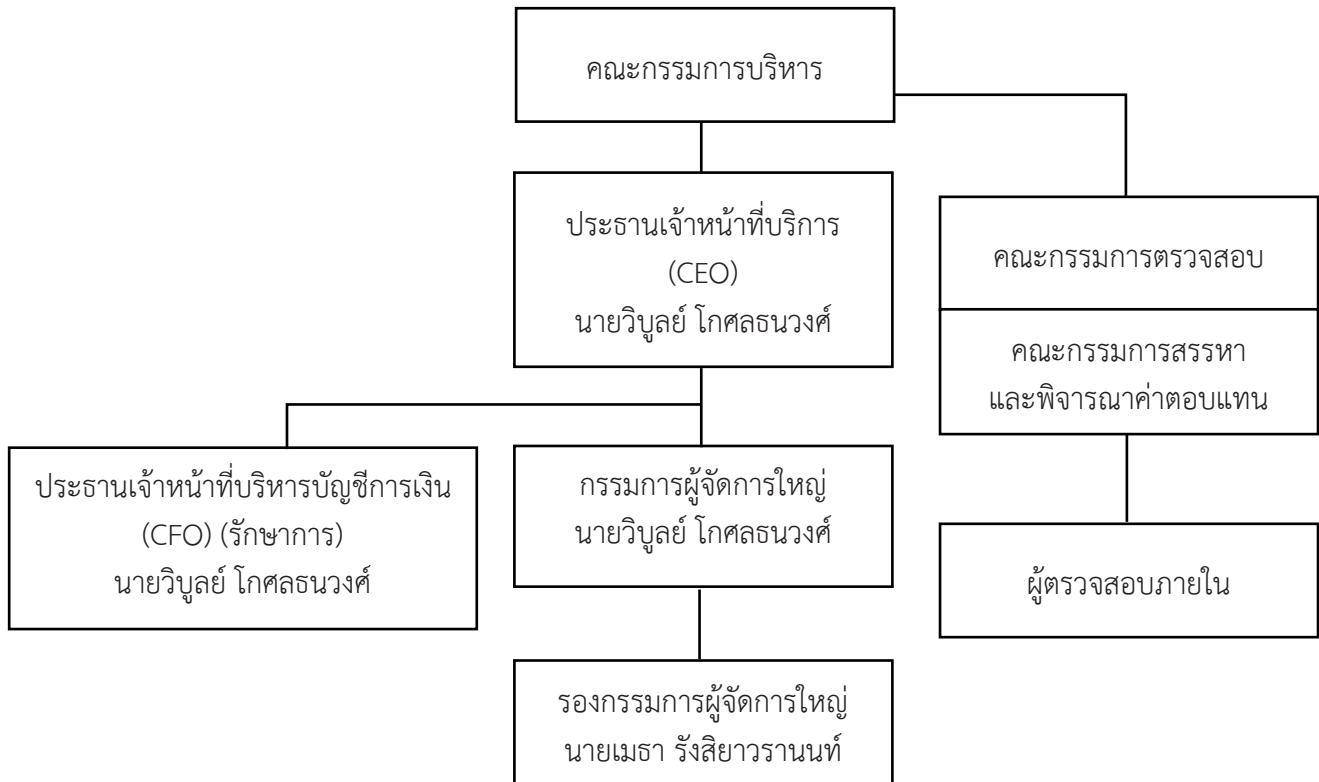 คณะกรรมการบริหาร
ประธานเจ้าหน้าที่บริการ
(CEO)
นายวิบูลย์ โกศลธนวงศ์
คณะกรรมการตรวจสอบ
คณะกรรมการสรรหา
และพิจารณาค่าตอบแทน
ประธานเจ้าหน้าที่บริหารบัญชีการเงิน
(CFO) (รักษาการ)
นายวิบูลย์ โกศลธนวงศ์
กรรมการผู้จัดการใหญ่
นายวิบูลย์ โกศลธนวงศ์
ผู้ตรวจสอบภายใน
รองกรรมการผู้จัดการใหญ่
นายเมธา รังสิยาวรานนท์